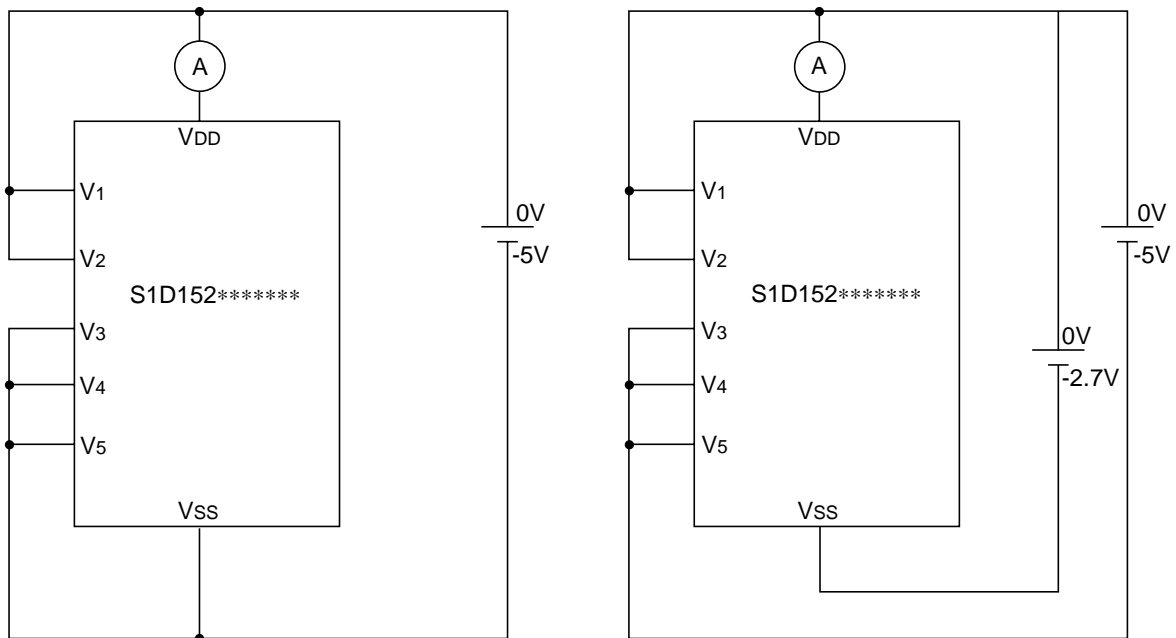 A
VDD
V1
V2
S1D152*******
V3
V4
V5
VSS
0V
-5V
A
VDD
V1
V2
S1D152*******
V3
V4
V5
VSS
0V
-2.7V
0V
-5V